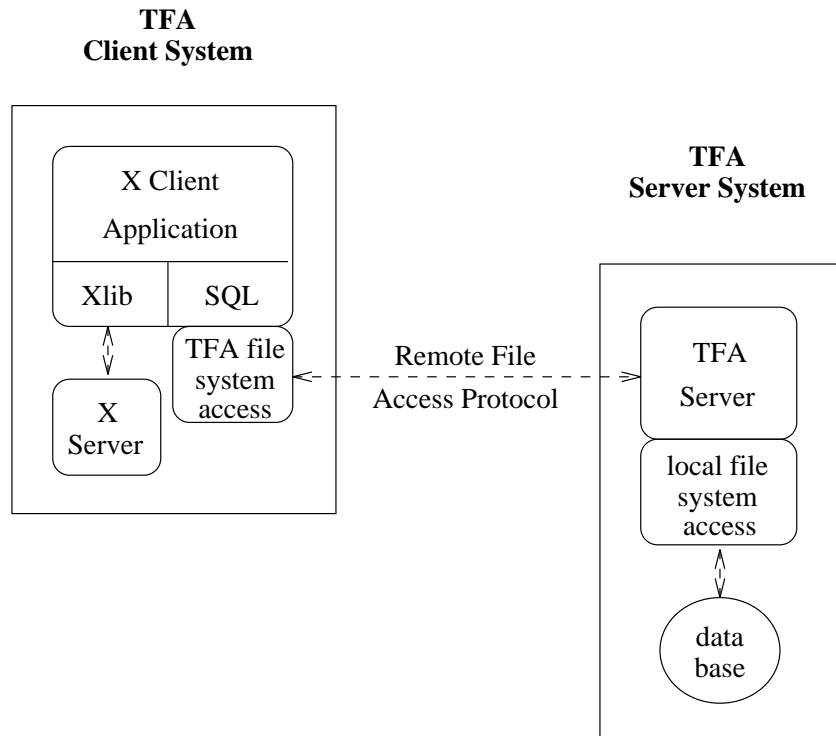 TFA
Client System
X Client
Application
Xlib
SQL
TFA file
system
access
X
Server
Remote File
Access Protocol
TFA
Server System
TFA
Server
local file
system
access
data
base